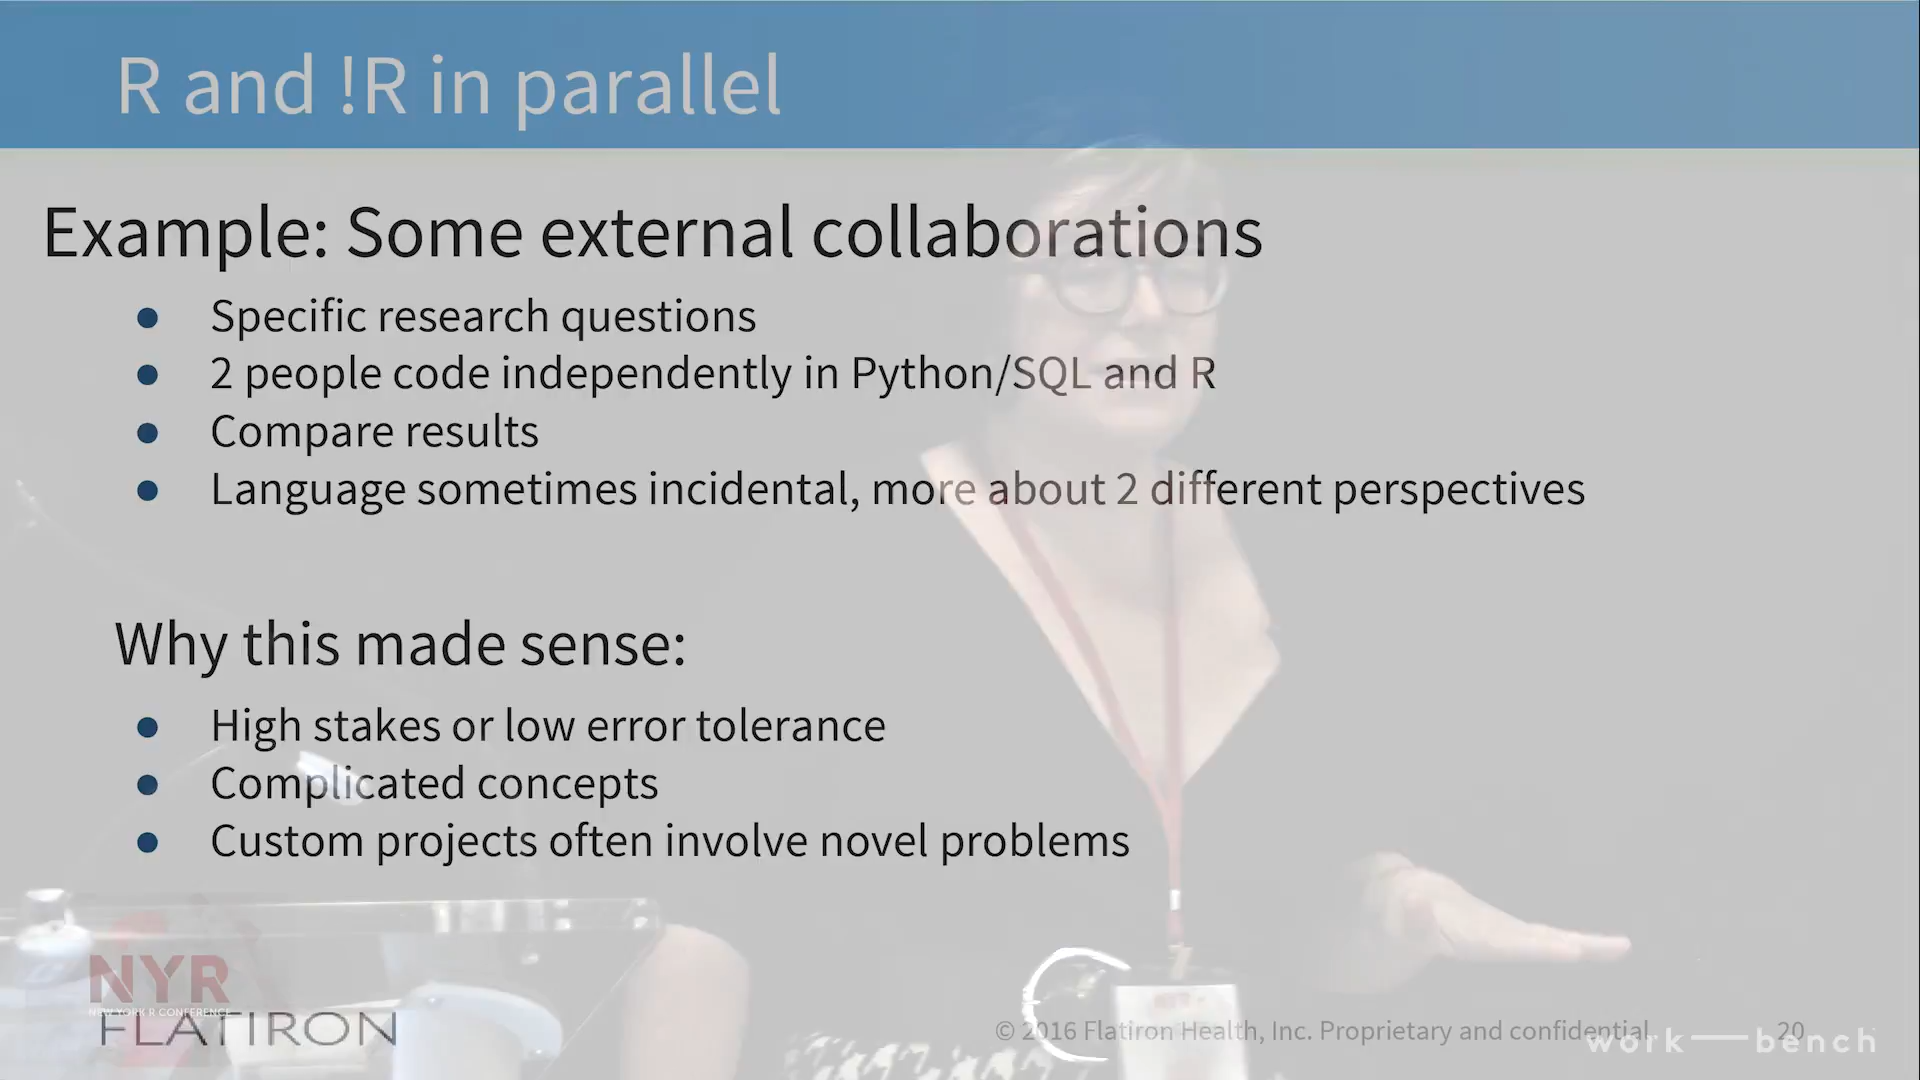 R and !R in parallel
Example: Some external collaborations
● Specific research questions
● 2 people code independently in Python/SQL and R
● Compare results
● Language sometimes incidental, more about 2 different perspectives
Why this made sense:
● High stakes or low error tolerance
● Complicated concepts
● Custom projects often involve novel problems
NYR
NEW YORK R CONFERENCE
FLATIRON
© 2016 Flatiron Health, Inc. Proprietary and confidential
20
work—bench